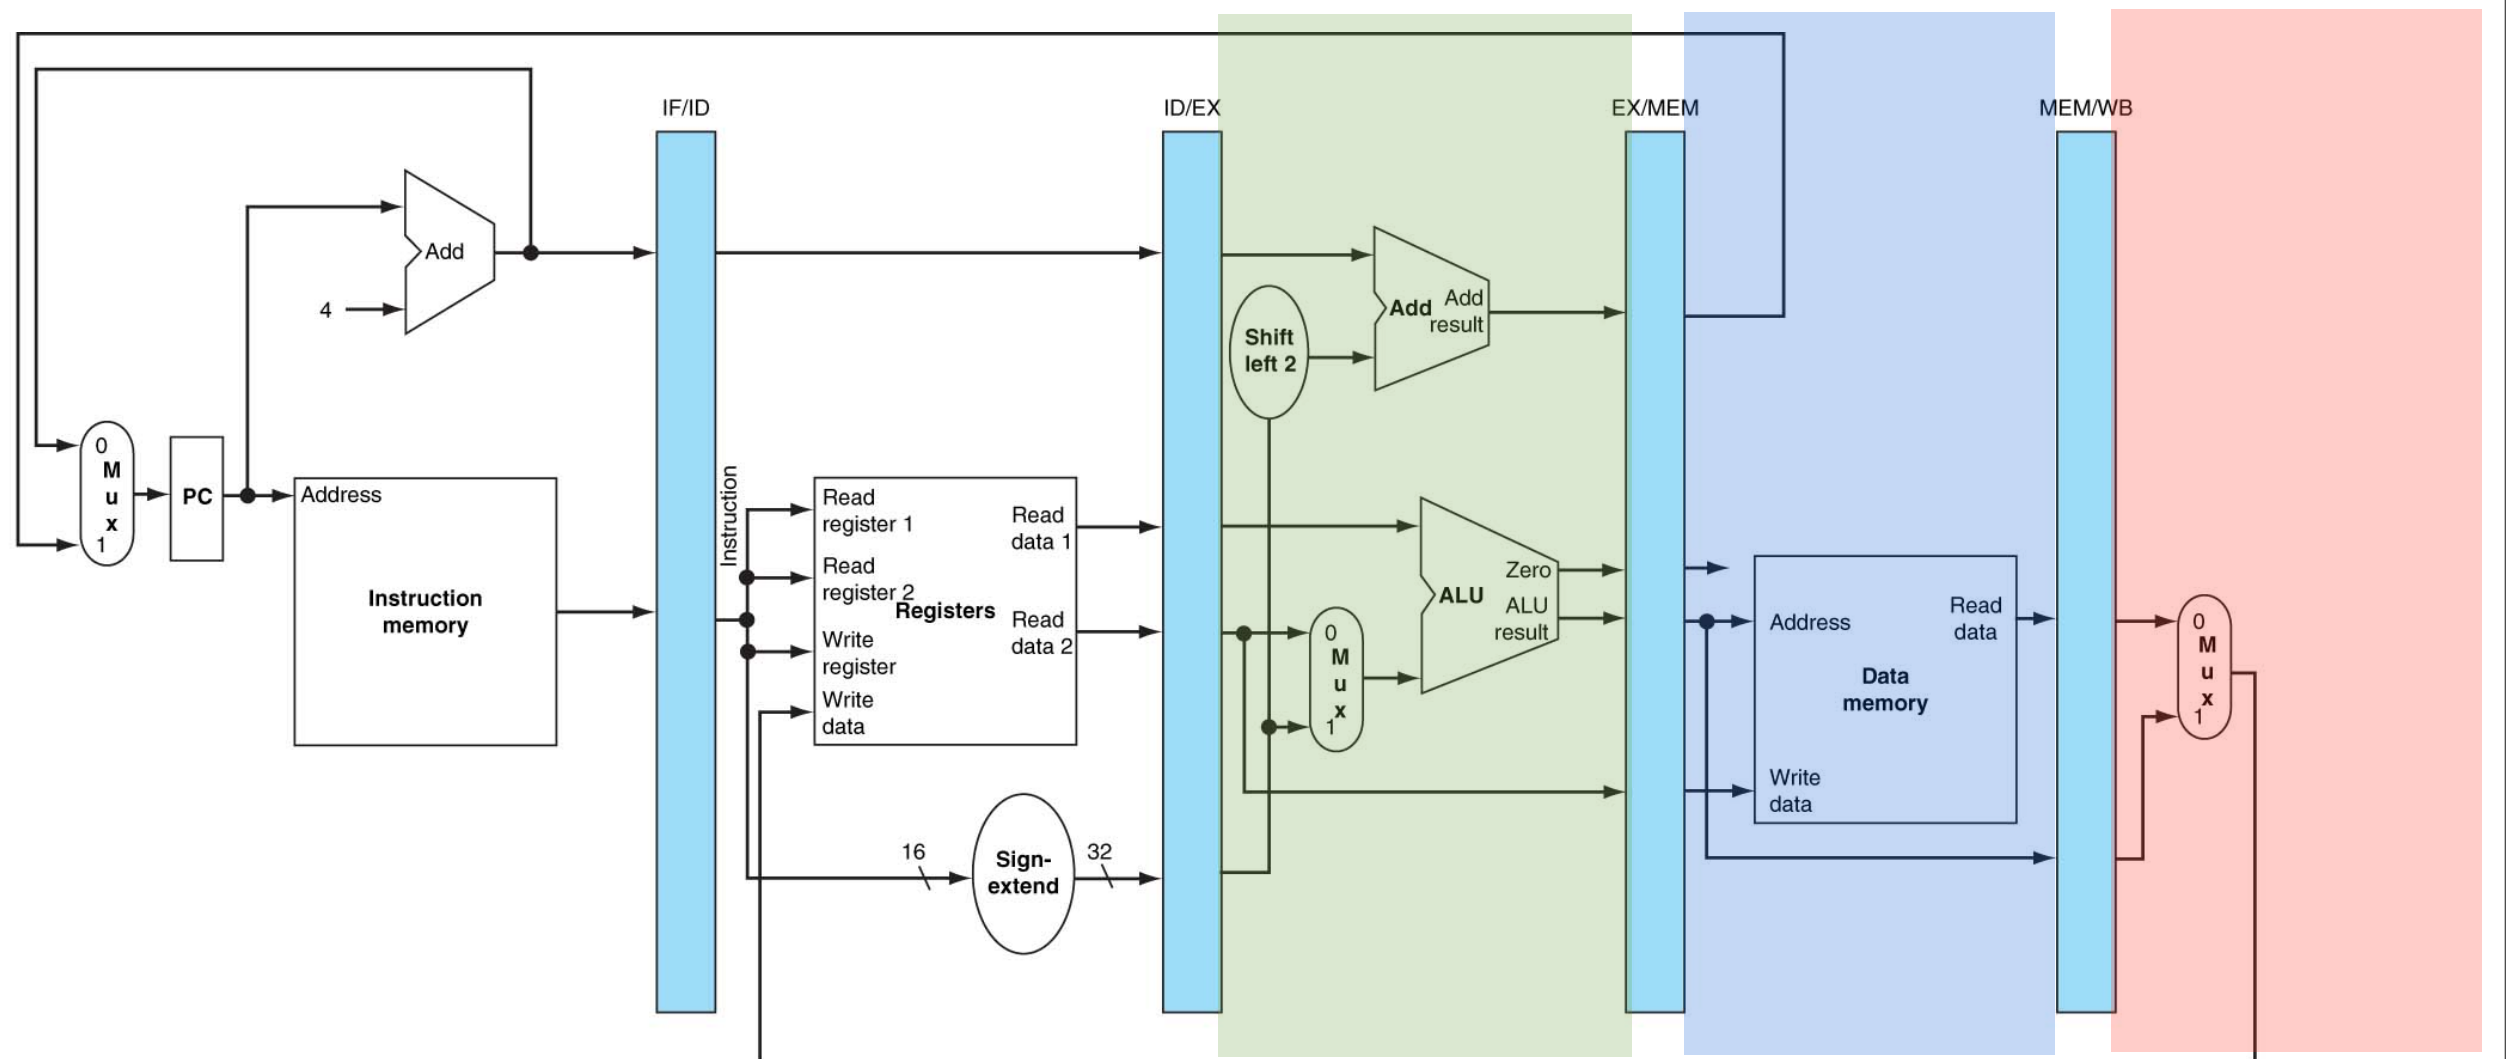 IF/ID
ID/EX
EX/MEM
MEM/WB
Add
4
Add
Add
result
Shift
left 2
0
M
u
x
1
PC
Address
Instruction
memory
Instruction
Read
register 1
Read
register 2
Write
register
Write
data
Registers
Read
data 1
Read
data 2
16
Sign-
extend
32
0
M
u
x
1
ALU
Zero
ALU
result
Address
Read
data
Data
memory
Write
data
0
M
u
x
1